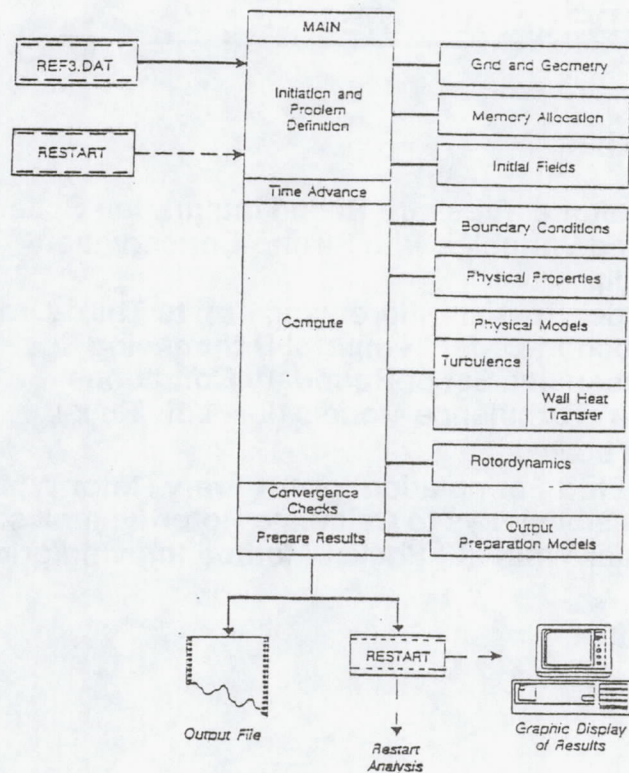 MAIN
REF3.DAT
Grid and Geometry
Initiation and
Problem
Definition
Memory Allocation
RESTART
Initial Fields
Time Advance
Boundary Conditions
Physical Properties
Compute
Physical Models
Turbulence
Wall Heat
Transfer
Rotordynamics
Convergence
Checks
Prepare Results
Output
Preparation Models
RESTART
Output File
Restart
Analysis
Graphic Display
of Results